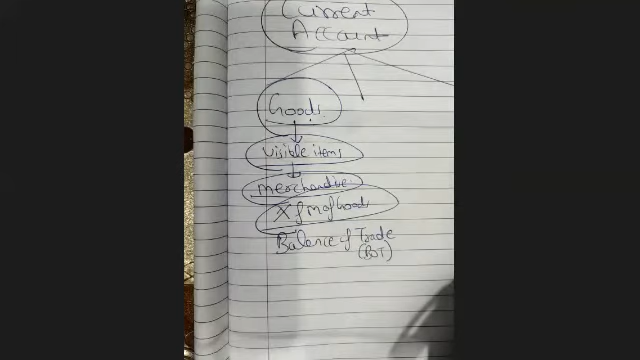 Current
Account
Goods
visible items
merchandise
X & M of Goods
Balance of Trade
(BOT)